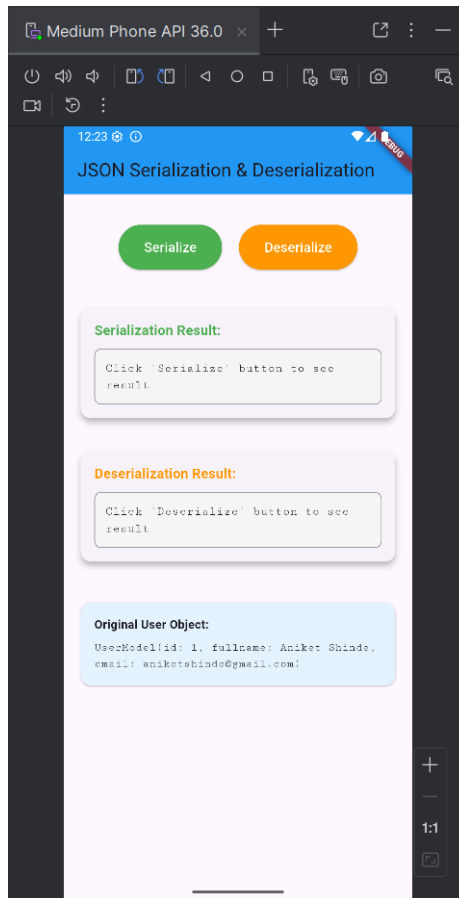 Medium Phone API 36.0
12:23
DEBUG
JSON Serialization & Deserialization
Serialize
Deserialize
Serialization Result:
Click 'Serialize' button to see
result
Deserialization Result:
Click 'Deserialize' button to see
result
Original User Object:
UserModel{id: 1, fullname: Aniket Shinde,
email: aniketshinde@gmail.com}
1:1